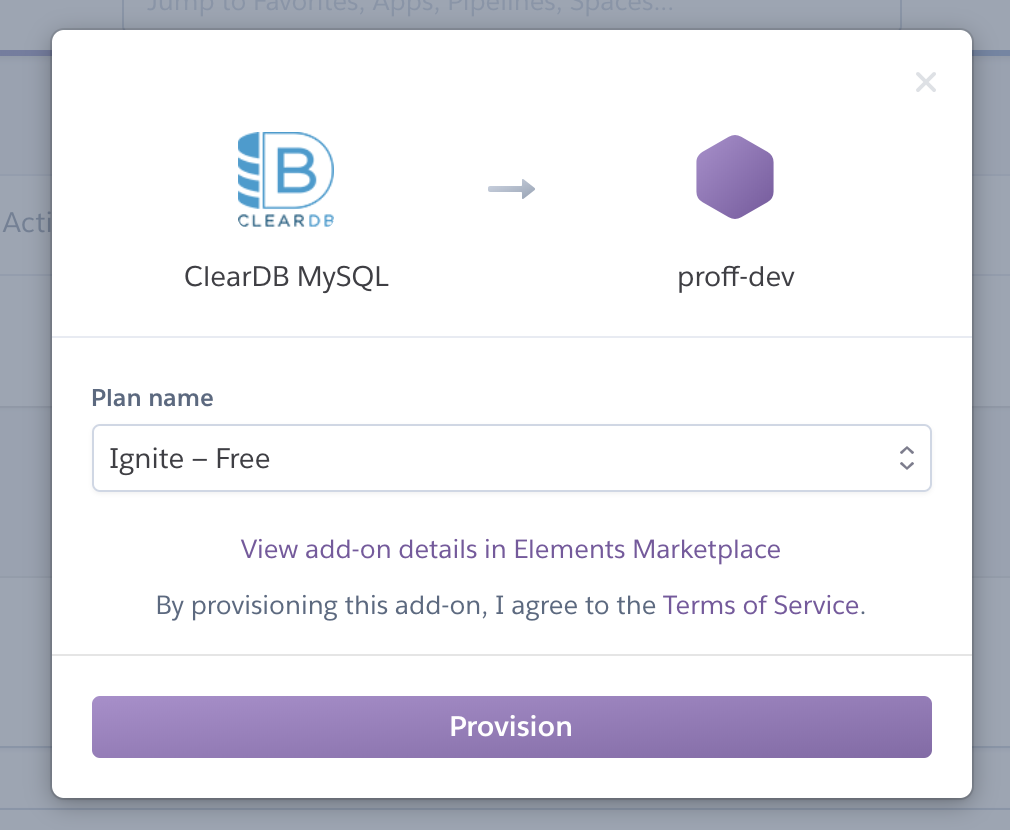 Jump to Favorites, Apps, Pipelines, Spaces...
Acti
B
CLEARDB
ClearDB MySQL
proff-dev
Plan name
Ignite – Free
View add-on details in Elements Marketplace
By provisioning this add-on, I agree to the Terms of Service.
Provision